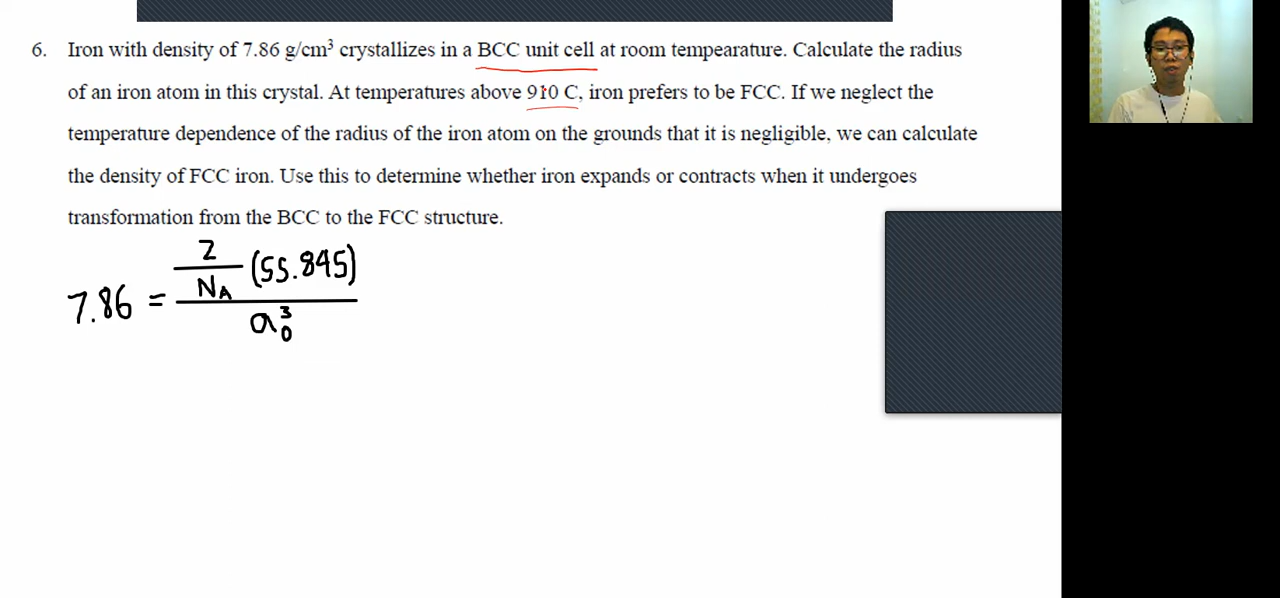 6. Iron with density of 7.86 g/cm³ crystallizes in a BCC unit cell at room tempearature. Calculate the radius
of an iron atom in this crystal. At temperatures above 910 C, iron prefers to be FCC. If we neglect the
temperature dependence of the radius of the iron atom on the grounds that it is negligible, we can calculate
the density of FCC iron. Use this to determine whether iron expands or contracts when it undergoes
transformation from the BCC to the FCC structure.
2
N_A (55.845)
7.86 =
a₀³